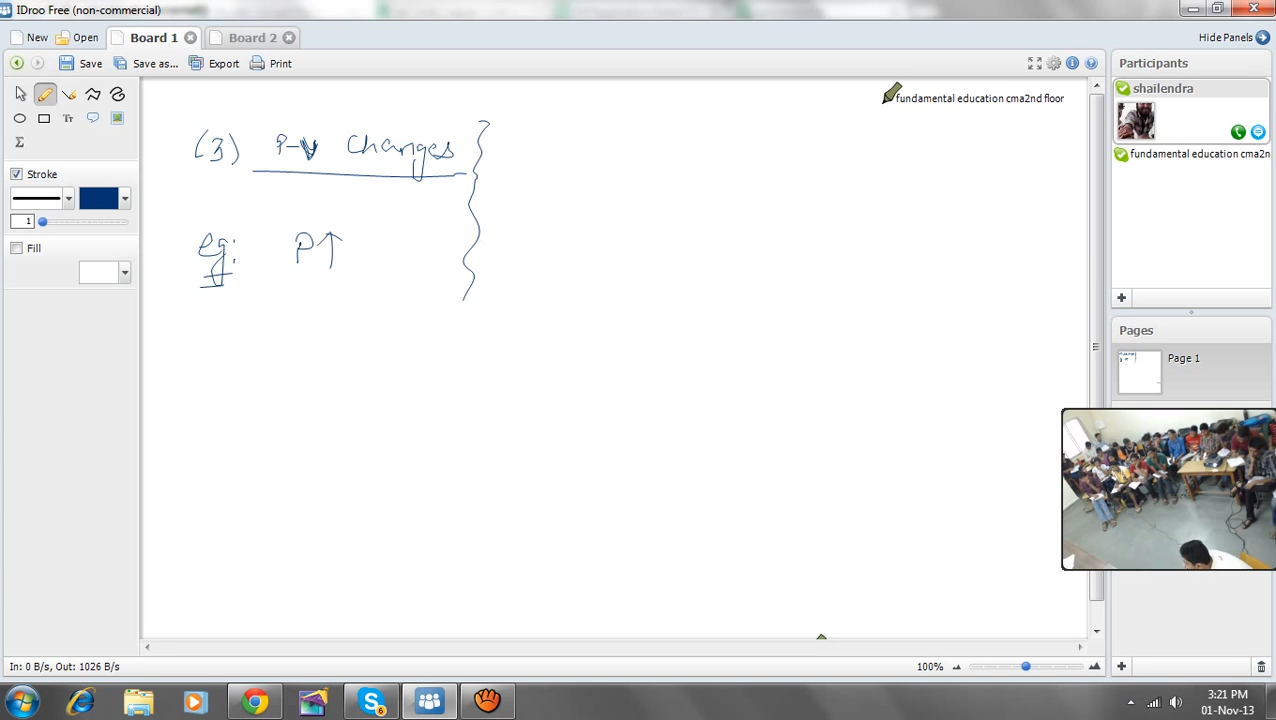 IDroo Free (non-commercial)
New Open Board 1 Board 2 Hide Panels
Save Save as... Export Print
Participants
shailendra
fundamental education cma2n
fundamental education cma2nd floor
(3) P-V Changes
eg: P↑
Tr
Σ
Stroke
1
Fill
Pages
Page 1
In: 0 B/s, Out: 1026 B/s 100%
6
3:21 PM
01-Nov-13